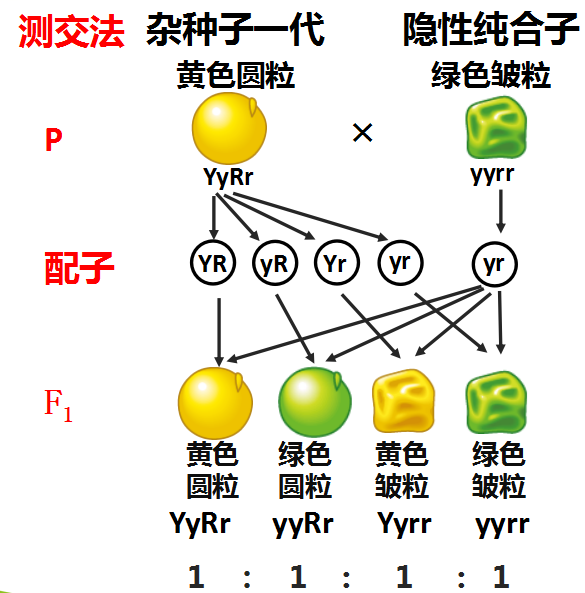 测交法 杂种子一代 隐性纯合子
黄色圆粒 绿色皱粒
P ×
YyRr yyrr
配子 YR yR Yr yr yr
F₁
黄色 绿色 黄色 绿色
圆粒 圆粒 皱粒 皱粒
YyRr yyRr Yyrr yyrr
1 : 1 : 1 : 1